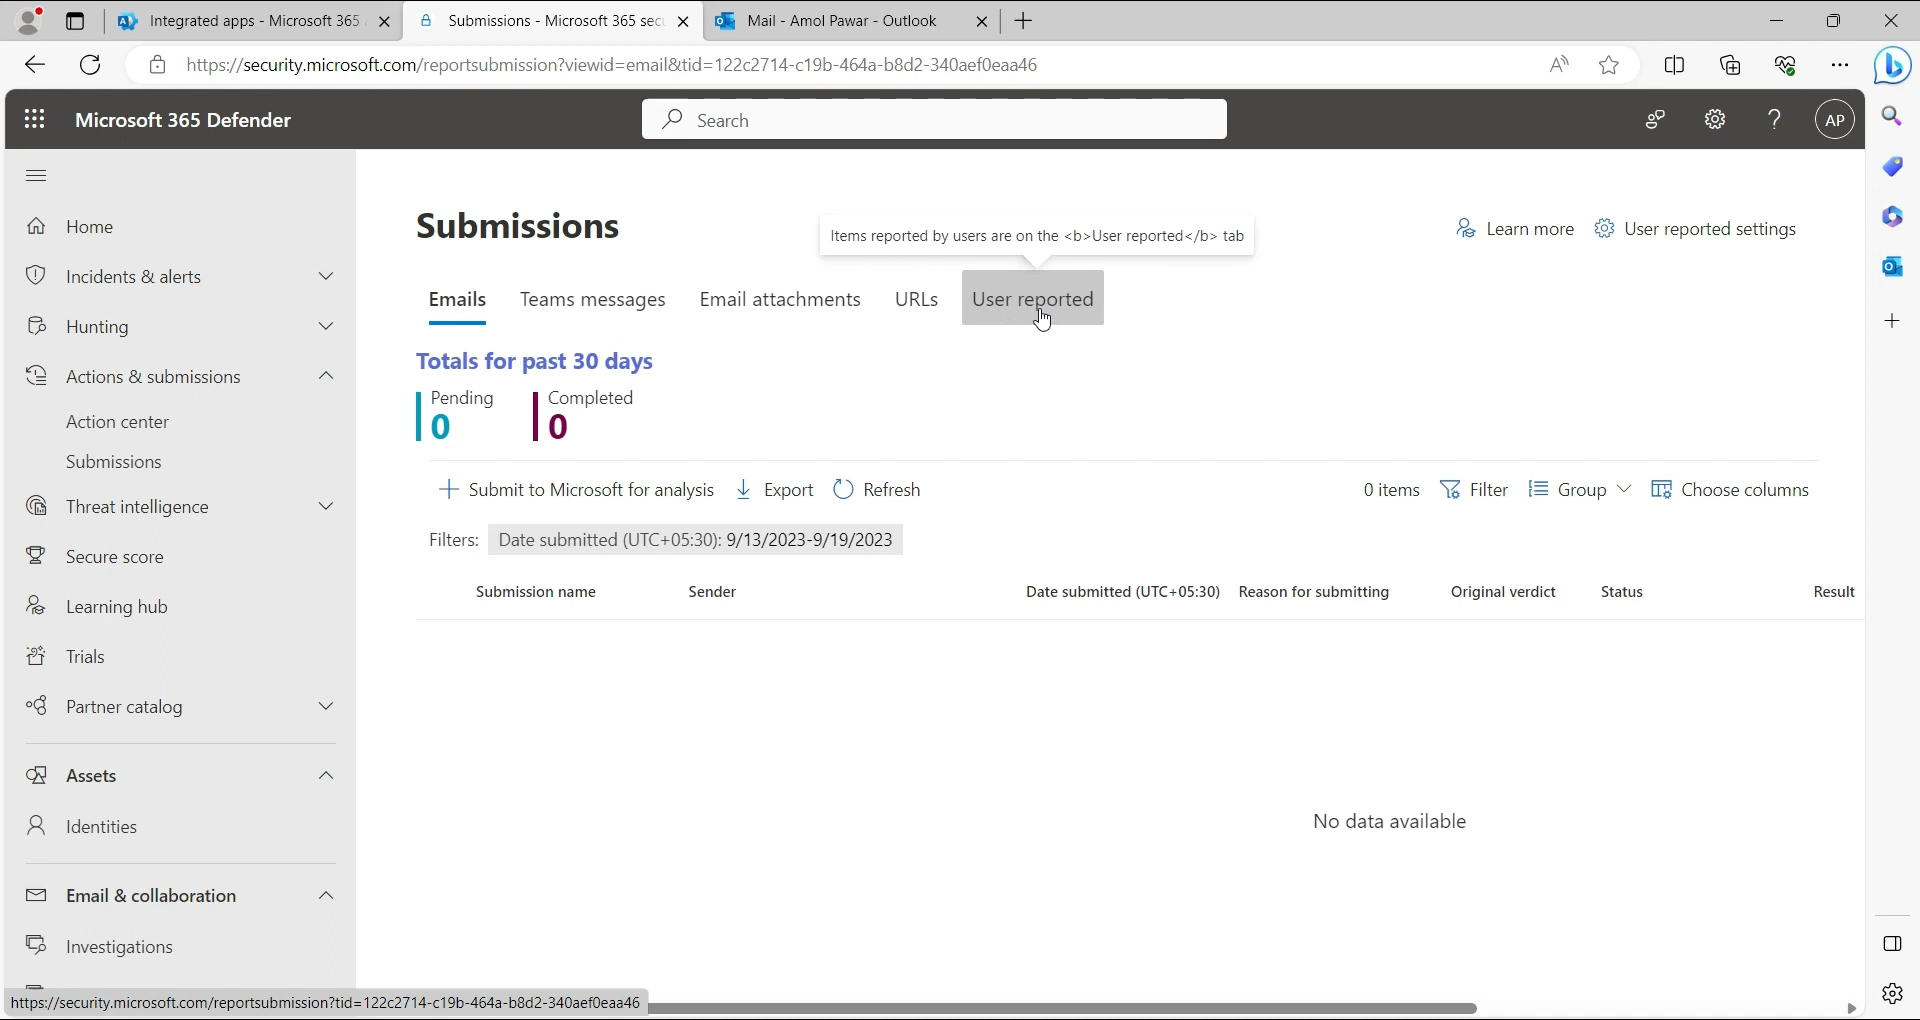 Integrated apps - Microsoft 365
Submissions - Microsoft 365 sec
Mail - Amol Pawar - Outlook
https://security.microsoft.com/reportsubmission?viewid=email&tid=122c2714-c19b-464a-b8d2-340aef0eaa46
Microsoft 365 Defender
Search
AP
Home
Submissions
Items reported by users are on the <b>User reported</b> tab
Learn more
User reported settings
Incidents & alerts
Emails
Teams messages
Email attachments
URLs
User reported
Hunting
Totals for past 30 days
Actions & submissions
Pending
0
Completed
0
Action center
Submissions
Submit to Microsoft for analysis
Export
Refresh
0 items
Filter
Group
Choose columns
Threat intelligence
Filters:
Date submitted (UTC+05:30): 9/13/2023-9/19/2023
Secure score
Submission name
Sender
Date submitted (UTC+05:30)
Reason for submitting
Original verdict
Status
Result
Learning hub
Trials
Partner catalog
Assets
Identities
No data available
Email & collaboration
Investigations
https://security.microsoft.com/reportsubmission?tid=122c2714-c19b-464a-b8d2-340aef0eaa46